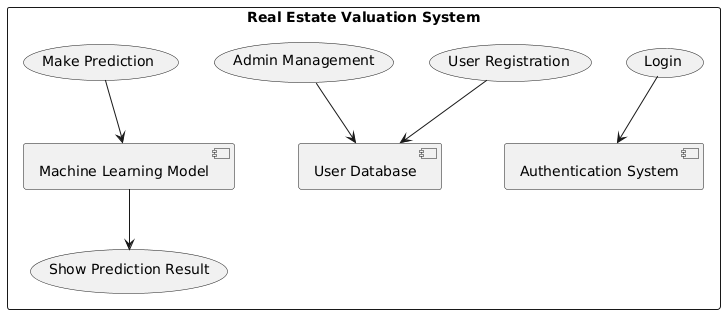 Real Estate Valuation System
Make Prediction
Admin Management
User Registration
Login
Machine Learning Model
User Database
Authentication System
Show Prediction Result